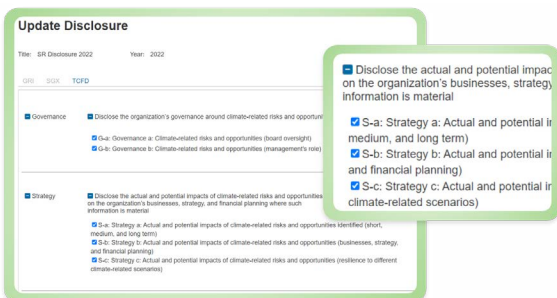 Update Disclosure
Title: SR Disclosure 2022 Year: 2022
GRI SGX TCFD
Governance
Disclose the organization's governance around climate-related risks and opportuni
G-a: Governance a: Climate-related risks and opportunities (board oversight)
G-b: Governance b: Climate-related risks and opportunities (management's role)
Strategy
Disclose the actual and potential impacts of climate-related risks and opportunities
on the organization's businesses, strategy, and financial planning where such
information is material
S-a: Strategy a: Actual and potential impacts of climate-related risks and opportunities identified (short,
medium, and long term)
S-b: Strategy b: Actual and potential impacts of climate-related risks and opportunities (businesses, strategy,
and financial planning)
S-c: Strategy c: Actual and potential impacts of climate-related risks and opportunities (resilience to different
climate-related scenarios)
Disclose the actual and potential impac
on the organization's businesses, strategy
information is material
S-a: Strategy a: Actual and potential i
medium, and long term)
S-b: Strategy b: Actual and potential i
and financial planning)
S-c: Strategy c: Actual and potential i
climate-related scenarios)